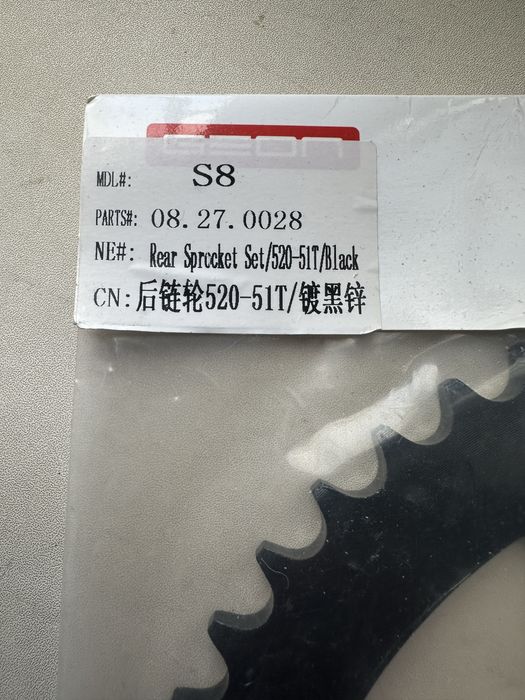 MDL#: S8
PARTS#: 08.27.0028
NE#: Rear Sprocket Set/520-51T/Black
CN: 后链轮520-51T/镀黑锌